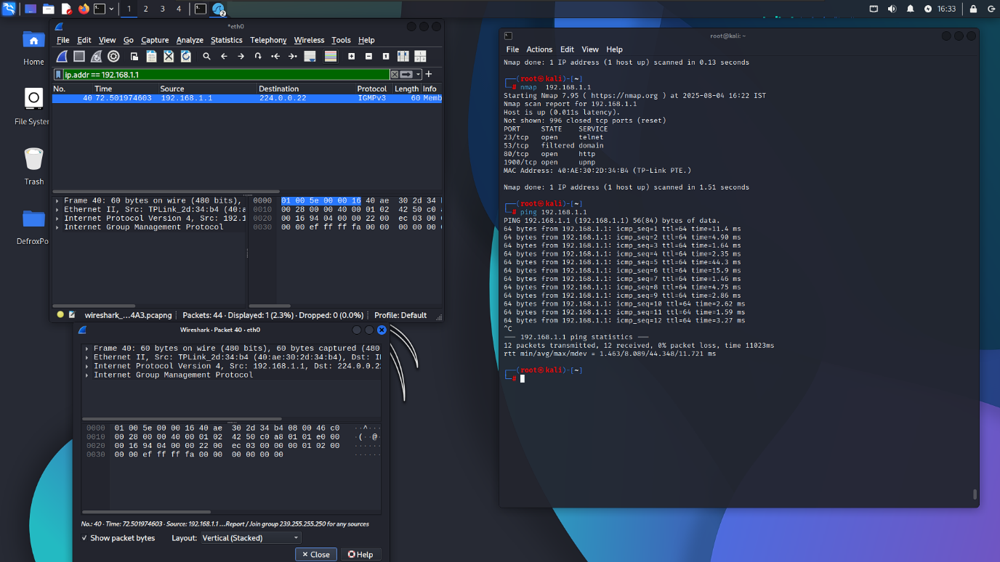 1 2 3 4 2 16:33
Home
File System
Trash
DefroxPo
*eth0
File Edit View Go Capture Analyze Statistics Telephony Wireless Tools Help
ip.addr == 192.168.1.1
No. Time Source Destination Protocol Length Info
40 72.501974603 192.168.1.1 224.0.0.22 IGMPv3 60 Memb
Frame 40: 60 bytes on wire (480 bits),
Ethernet II, Src: TPLink_2d:34:b4 (40:a
Internet Protocol Version 4, Src: 192.1
Internet Group Management Protocol
0000 01 00 5e 00 00 16 40 ae 30 2d 34
0010 00 28 00 00 40 00 01 02 42 50 c0 a
0020 00 16 94 04 00 00 22 00 ec 03 00
0030 00 00 ef ff ff fa 00 00 00 00 00
wireshark_...4A3.pcapng Packets: 44 · Displayed: 1 (2.3%) · Dropped: 0 (0.0%) Profile: Default
Wireshark · Packet 40 · eth0
Frame 40: 60 bytes on wire (480 bits), 60 bytes captured (480
Ethernet II, Src: TPLink_2d:34:b4 (40:ae:30:2d:34:b4), Dst: I
Internet Protocol Version 4, Src: 192.168.1.1, Dst: 224.0.0.22
Internet Group Management Protocol
0000 01 00 5e 00 00 16 40 ae 30 2d 34 b4 08 00 46 c0 ··^···
0010 00 28 00 00 40 00 01 02 42 50 c0 a8 01 01 e0 00 ·(··@·
0020 00 16 94 04 00 00 22 00 ec 03 00 00 00 01 02 00 ······
0030 00 00 ef ff ff fa 00 00 00 00 00 00 ······
No.: 40 · Time: 72.501974603 · Source: 192.168.1.1 ...Report / Join group 239.255.255.250 for any sources
Show packet bytes Layout: Vertical (Stacked)
Close Help
root@kali: ~
File Actions Edit View Help
Nmap done: 1 IP address (1 host up) scanned in 0.13 seconds
┌──(root㉿kali)-[~]
└─# nmap 192.168.1.1
Starting Nmap 7.95 ( https://nmap.org ) at 2025-08-04 16:22 IST
Nmap scan report for 192.168.1.1
Host is up (0.011s latency).
Not shown: 996 closed tcp ports (reset)
PORT STATE SERVICE
23/tcp open telnet
53/tcp filtered domain
80/tcp open http
1900/tcp open upnp
MAC Address: 40:AE:30:2D:34:B4 (TP-Link PTE.)
Nmap done: 1 IP address (1 host up) scanned in 1.51 seconds
┌──(root㉿kali)-[~]
└─# ping 192.168.1.1
PING 192.168.1.1 (192.168.1.1) 56(84) bytes of data.
64 bytes from 192.168.1.1: icmp_seq=1 ttl=64 time=11.4 ms
64 bytes from 192.168.1.1: icmp_seq=2 ttl=64 time=4.90 ms
64 bytes from 192.168.1.1: icmp_seq=3 ttl=64 time=1.64 ms
64 bytes from 192.168.1.1: icmp_seq=4 ttl=64 time=2.35 ms
64 bytes from 192.168.1.1: icmp_seq=5 ttl=64 time=44.3 ms
64 bytes from 192.168.1.1: icmp_seq=6 ttl=64 time=15.9 ms
64 bytes from 192.168.1.1: icmp_seq=7 ttl=64 time=1.46 ms
64 bytes from 192.168.1.1: icmp_seq=8 ttl=64 time=4.75 ms
64 bytes from 192.168.1.1: icmp_seq=9 ttl=64 time=2.86 ms
64 bytes from 192.168.1.1: icmp_seq=10 ttl=64 time=2.62 ms
64 bytes from 192.168.1.1: icmp_seq=11 ttl=64 time=1.59 ms
64 bytes from 192.168.1.1: icmp_seq=12 ttl=64 time=3.27 ms
^C
--- 192.168.1.1 ping statistics ---
12 packets transmitted, 12 received, 0% packet loss, time 11023ms
rtt min/avg/max/mdev = 1.463/8.089/44.348/11.721 ms
┌──(root㉿kali)-[~]
└─#